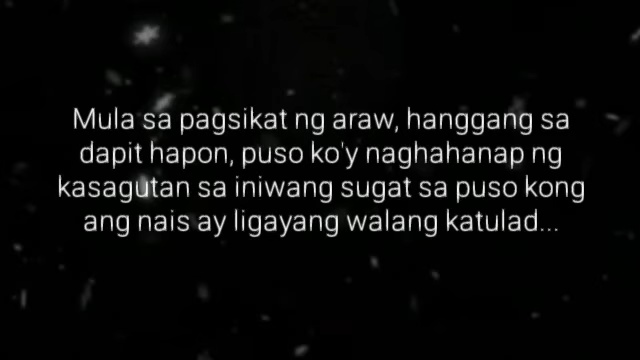 Mula sa pagsikat ng araw, hanggang sa
dapit hapon, puso ko'y naghahanap ng
kasagutan sa iniwang sugat sa puso kong
ang nais ay ligayang walang katulad...